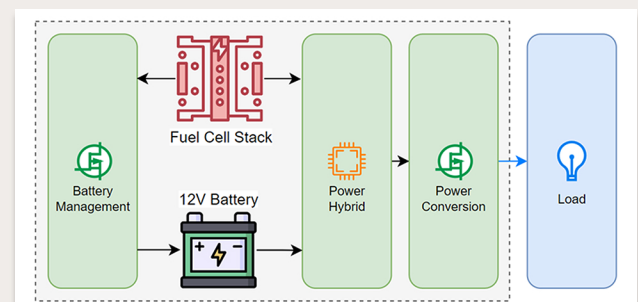 Fuel Cell Stack
12V Battery
Battery
Management
Power
Hybrid
Power
Conversion
Load